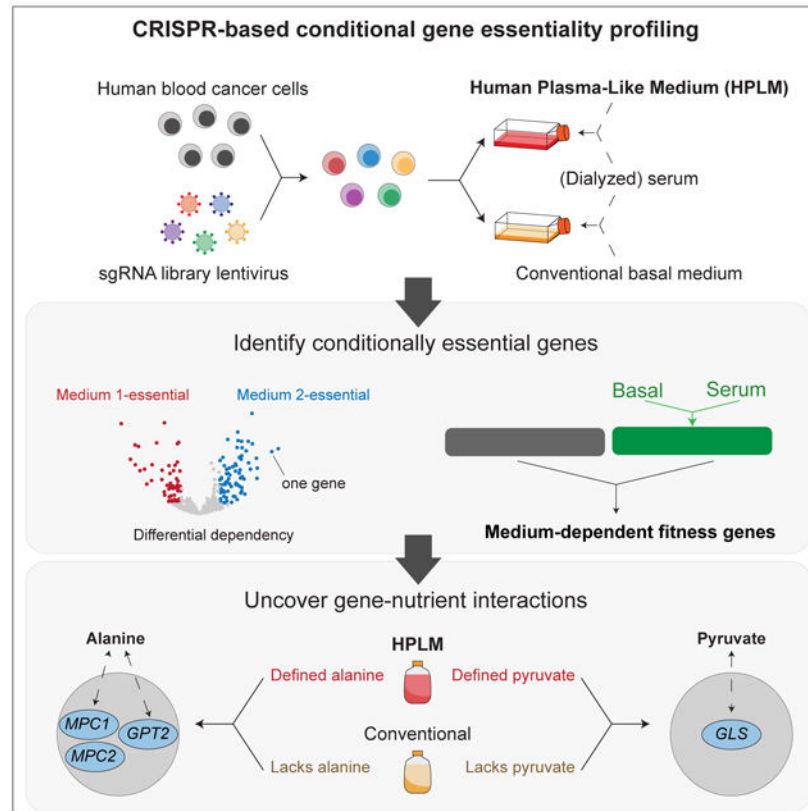 CRISPR-based conditional gene essentiality profiling
Human blood cancer cells
Human Plasma-Like Medium (HPLM)
(Dialyzed) serum
sgRNA library lentivirus
Conventional basal medium
Identify conditionally essential genes
Medium 1-essential
Medium 2-essential
one gene
Differential dependency
Basal
Serum
Medium-dependent fitness genes
Uncover gene-nutrient interactions
Alanine
MPC1
GPT2
MPC2
HPLM
Defined alanine
Defined pyruvate
Conventional
Lacks alanine
Lacks pyruvate
Pyruvate
GLS